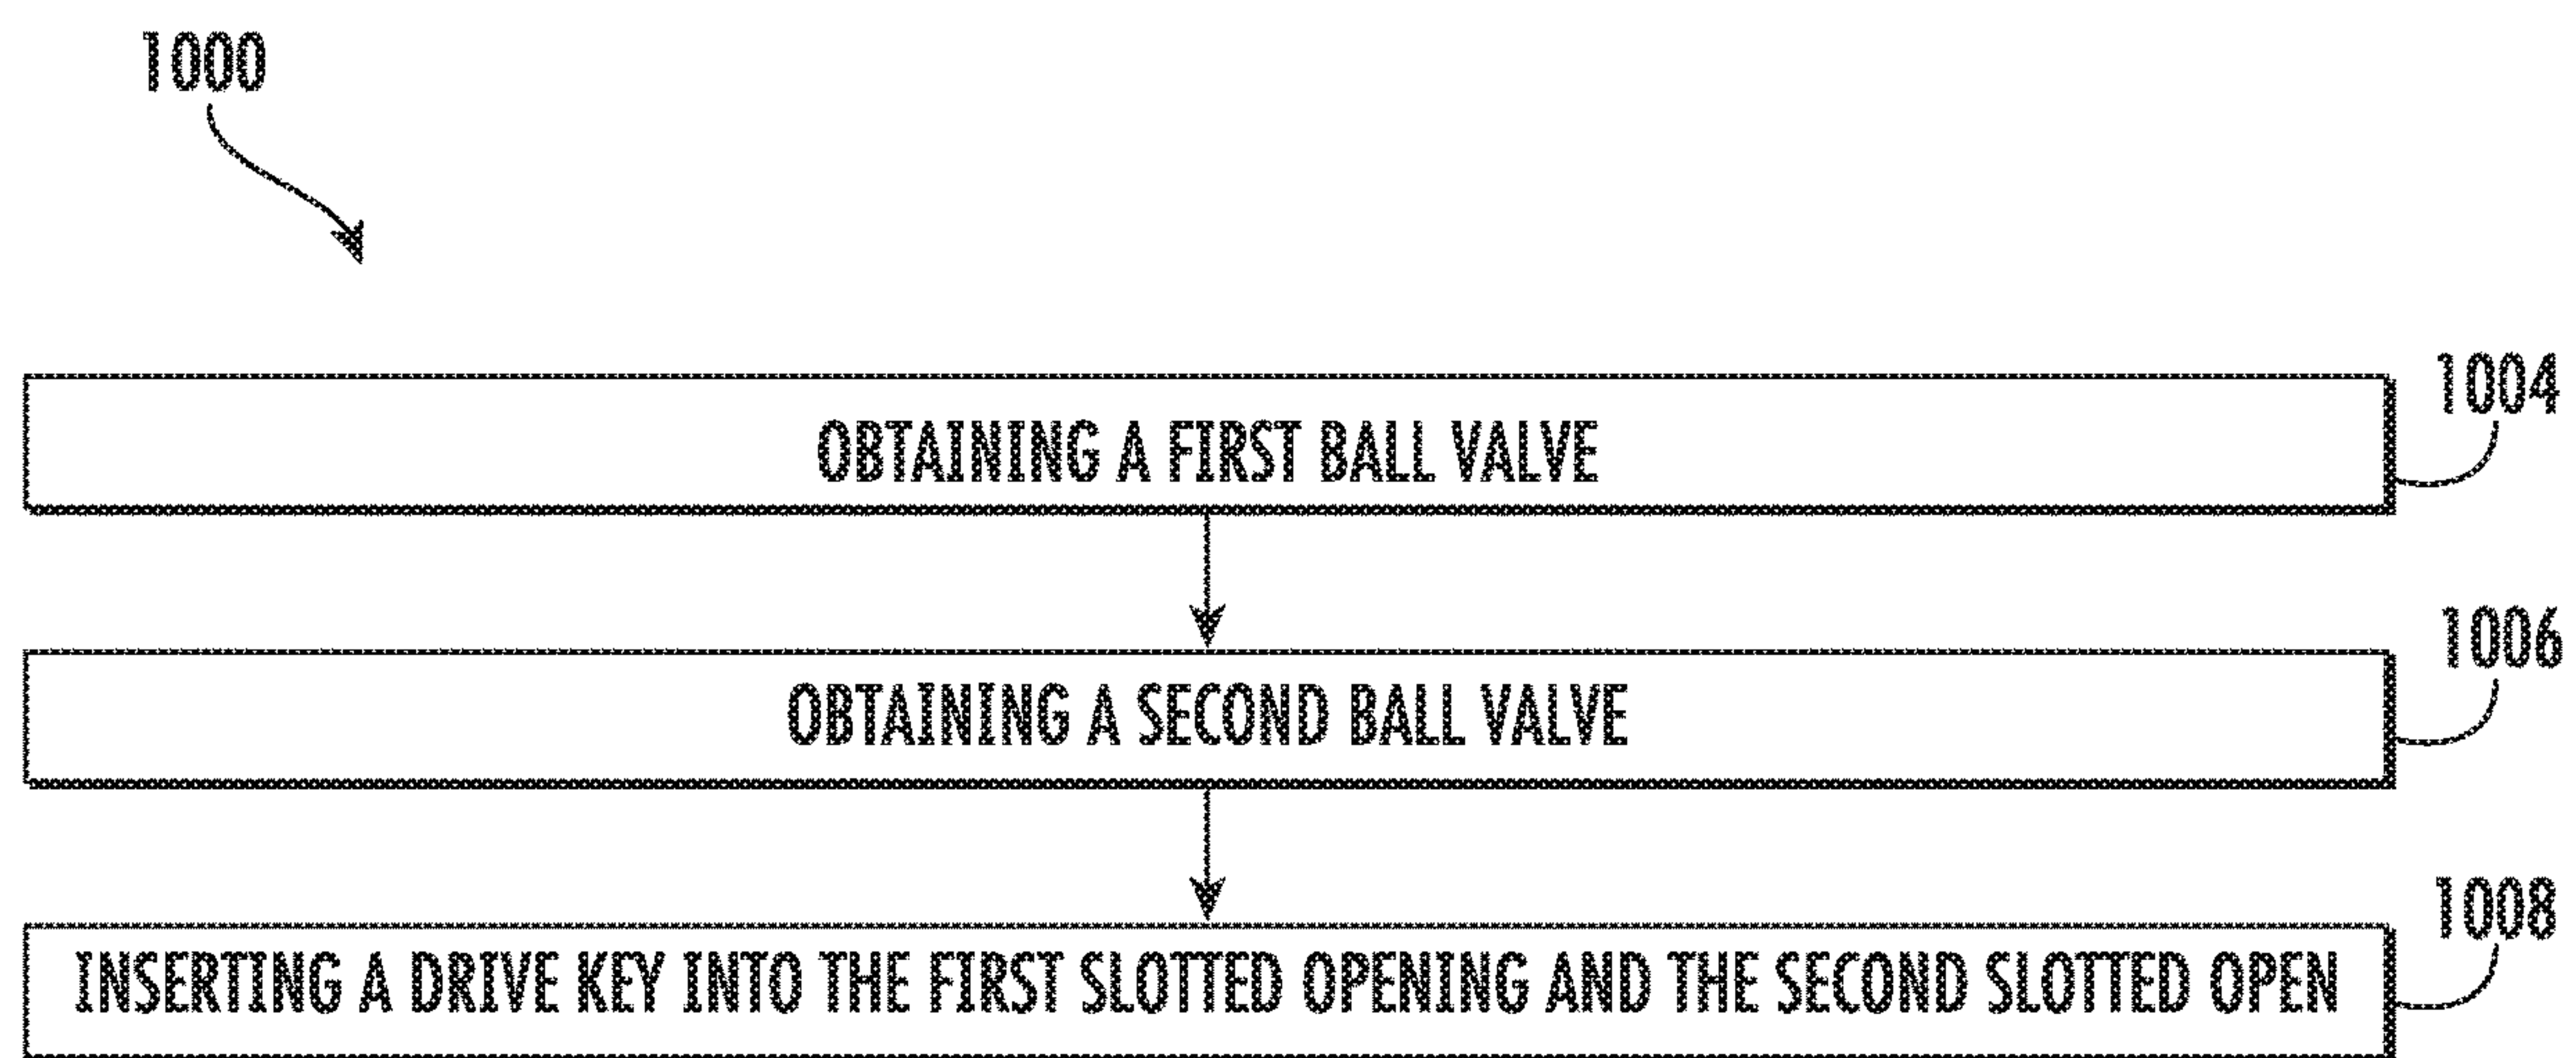 1000
1004
OBTAINING A FIRST BALL VALVE
1006
OBTAINING A SECOND BALL VALVE
1008
INSERTING A DRIVE KEY INTO THE FIRST SLOTTED OPENING AND THE SECOND SLOTTED OPEN